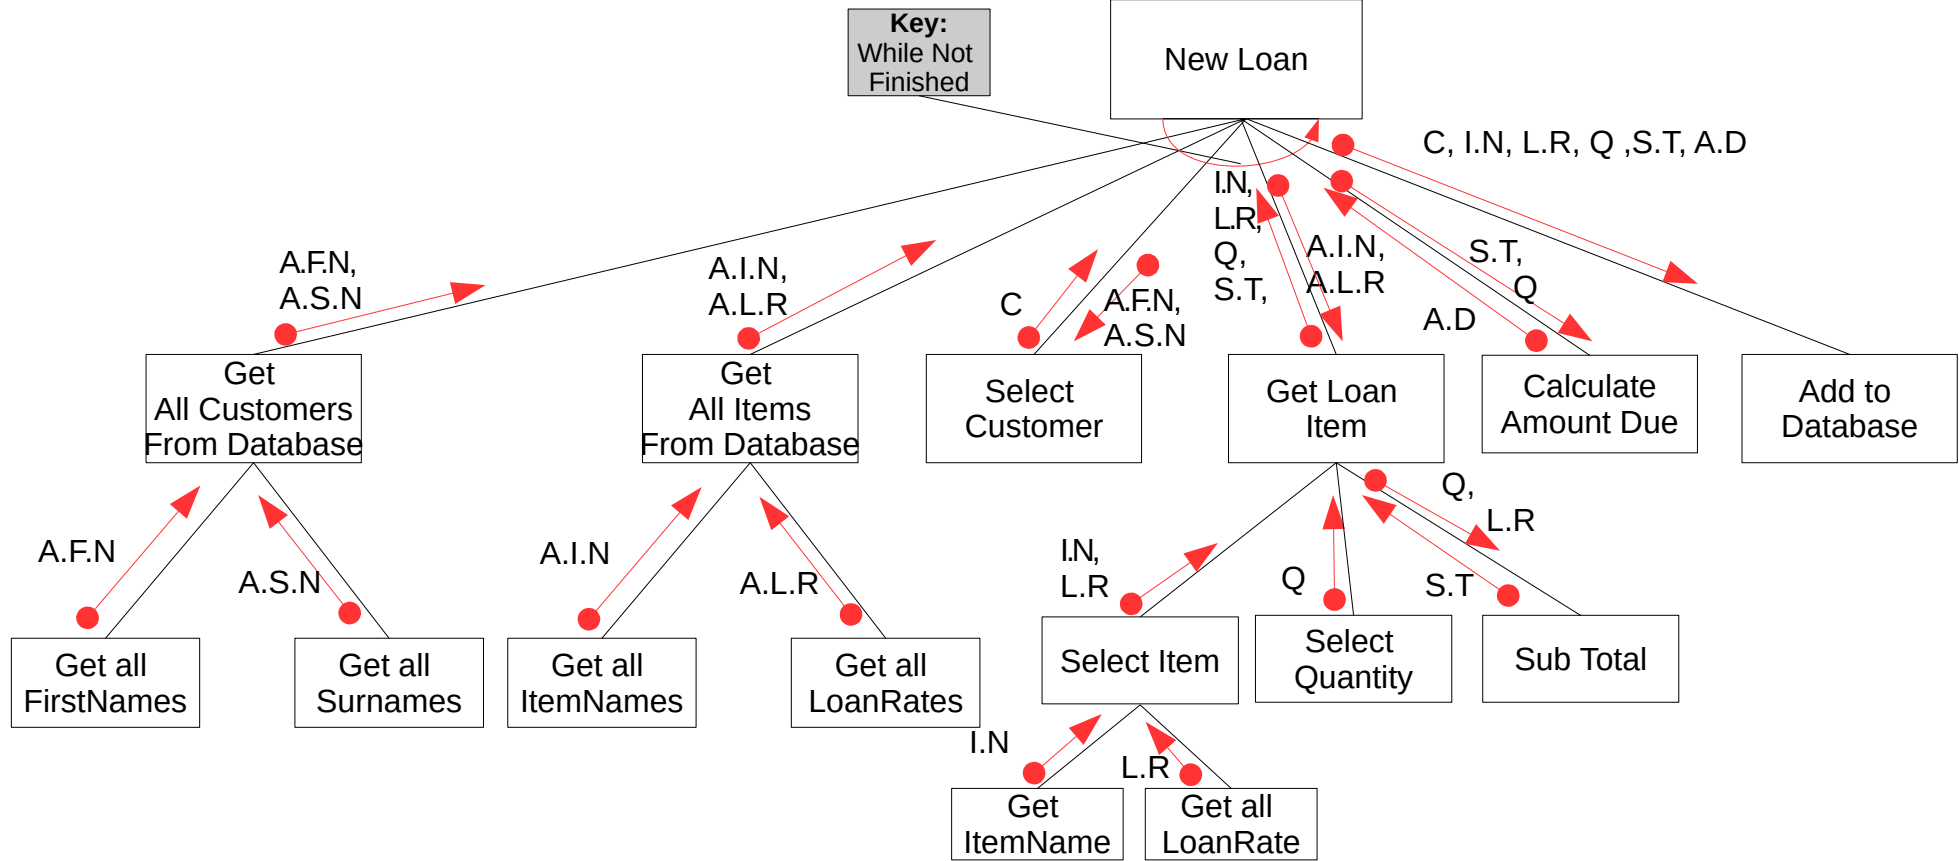 Key:
While Not
Finished
New Loan
C, I.N, L.R, Q ,S.T, A.D
I.N,
L.R,
Q,
S.T,
A.I.N,
A.L.R
S.T,
Q
A.D
A.F.N,
A.S.N
A.I.N,
A.L.R
C
A.F.N,
A.S.N
Get
All Customers
From Database
Get
All Items
From Database
Select
Customer
Get Loan
Item
Calculate
Amount Due
Add to
Database
A.F.N
A.S.N
A.I.N
A.L.R
I.N,
L.R
Q
Q,
L.R
S.T
Get all
FirstNames
Get all
Surnames
Get all
ItemNames
Get all
LoanRates
Select Item
Select
Quantity
Sub Total
I.N
L.R
Get
ItemName
Get all
LoanRate